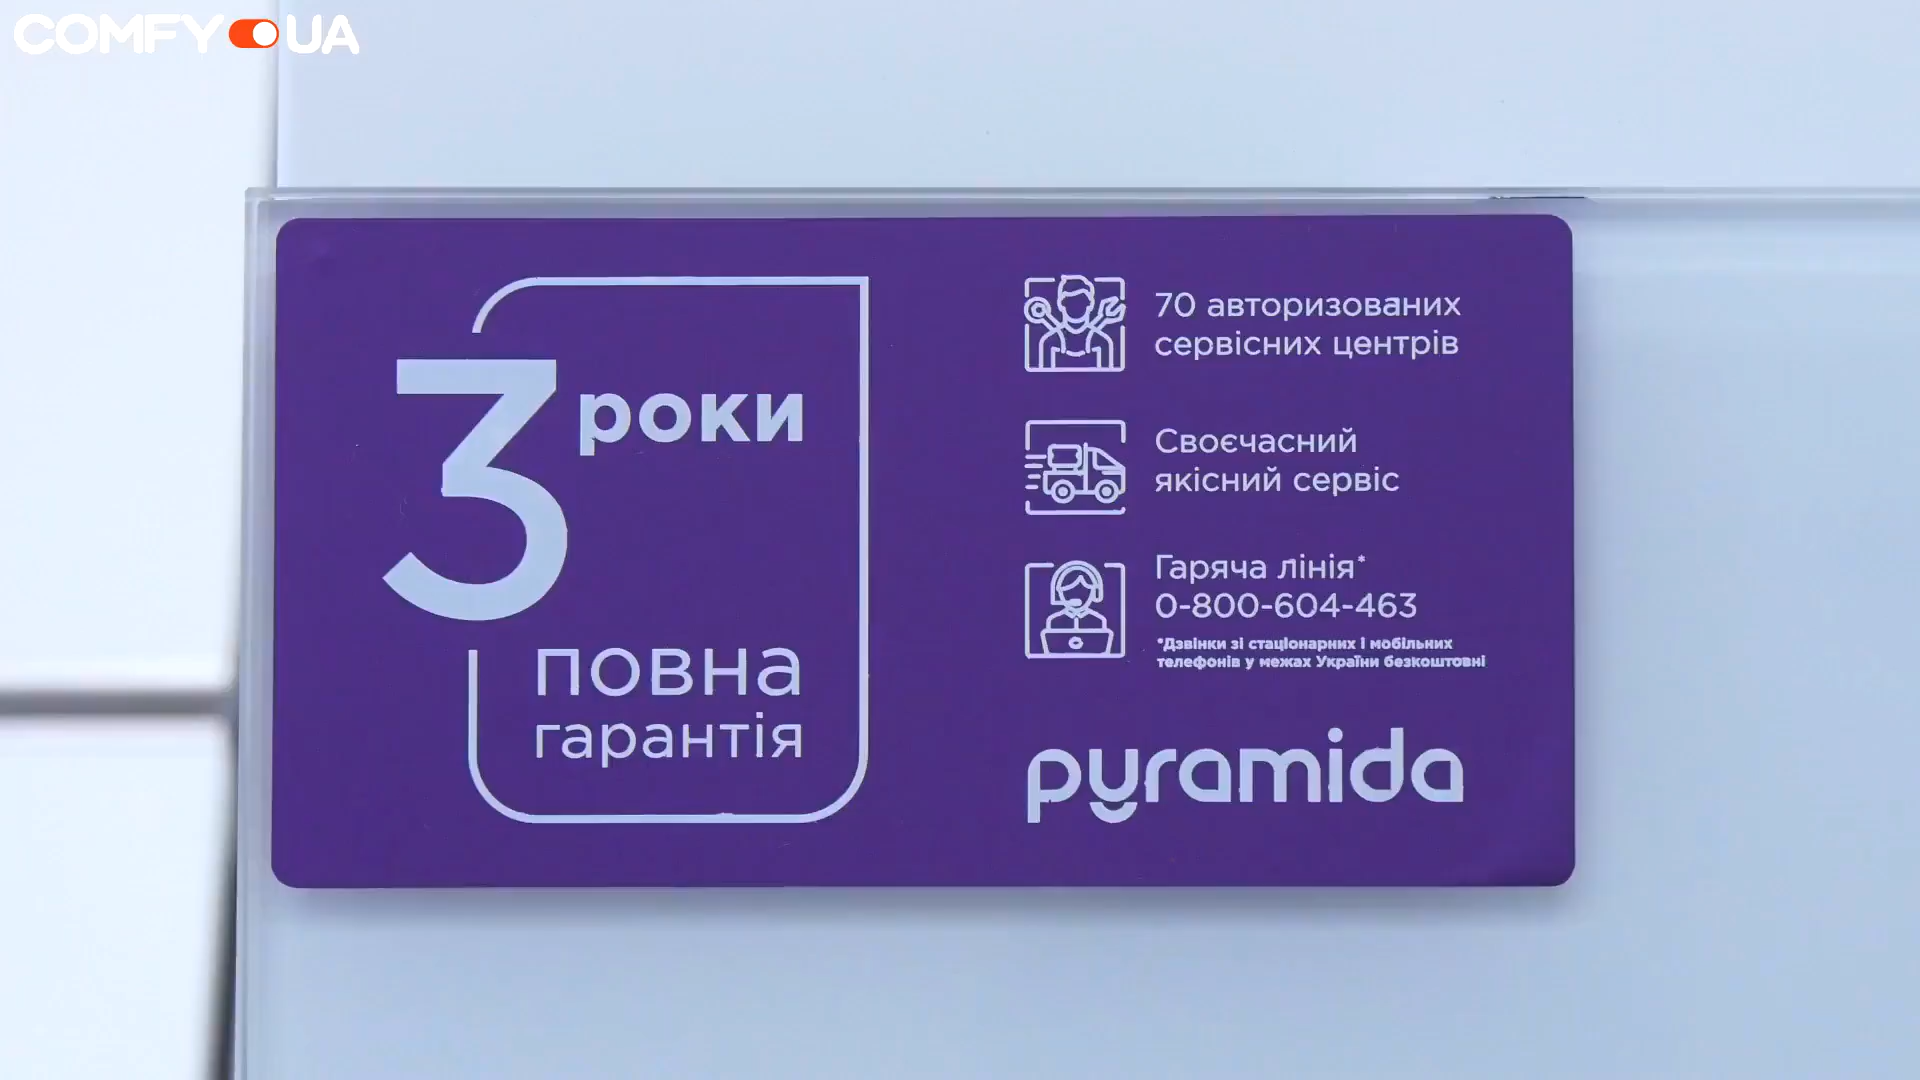 COMFY UA
3 роки
повна
гарантія
70 авторизованих
сервісних центрів
Своєчасний
якісний сервіс
Гаряча лінія*
0-800-604-463
*Дзвінки зі стаціонарних і мобільних
телефонів у межах України безкоштовні
pyramida